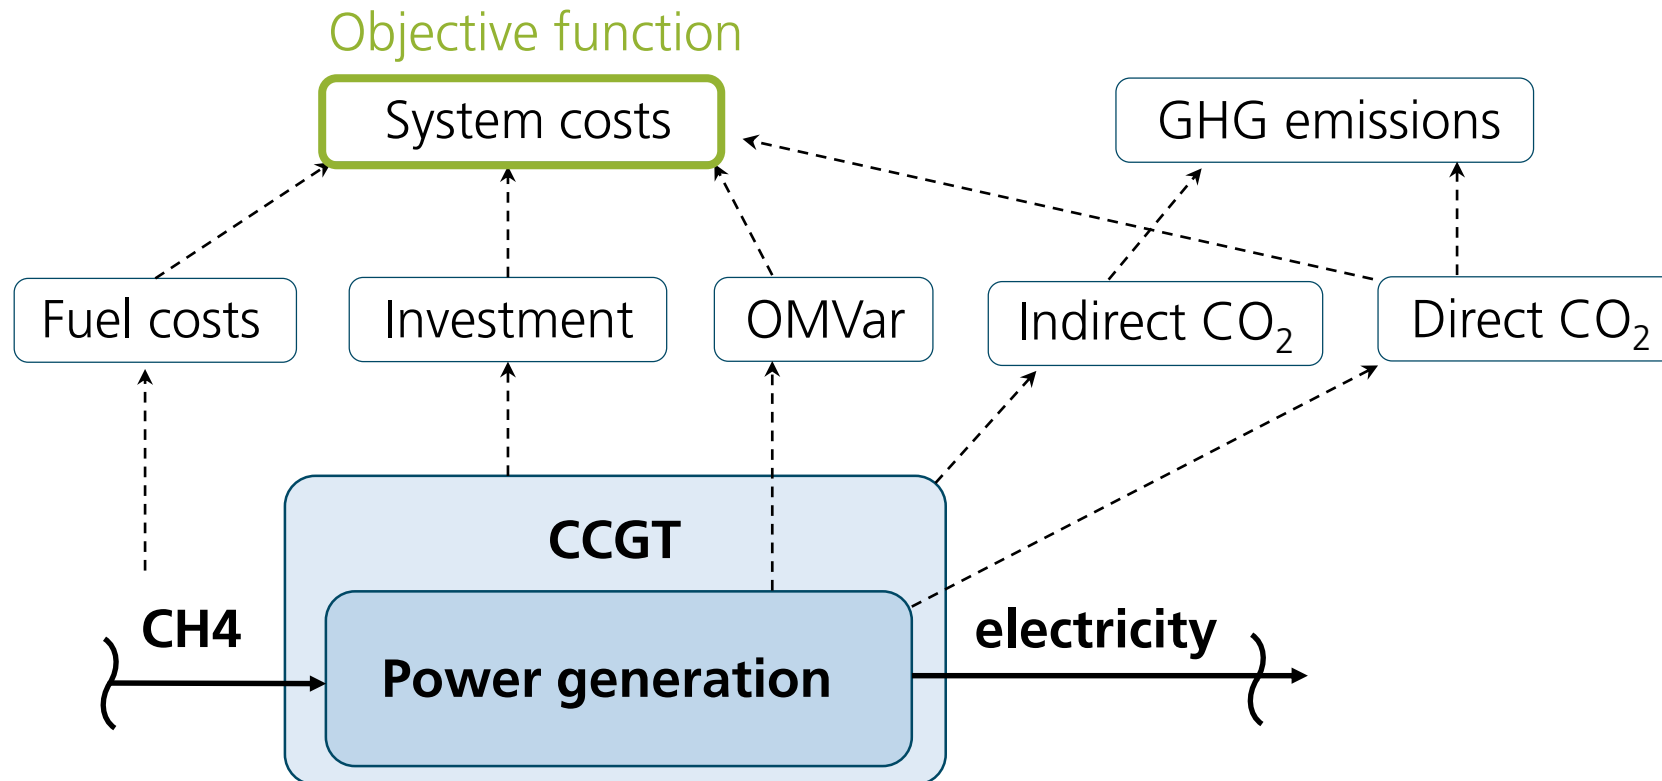 Objective function
System costs
GHG emissions
Fuel costs
Investment
OMVar
Indirect CO₂
Direct CO₂
CCGT
CH4
electricity
Power generation